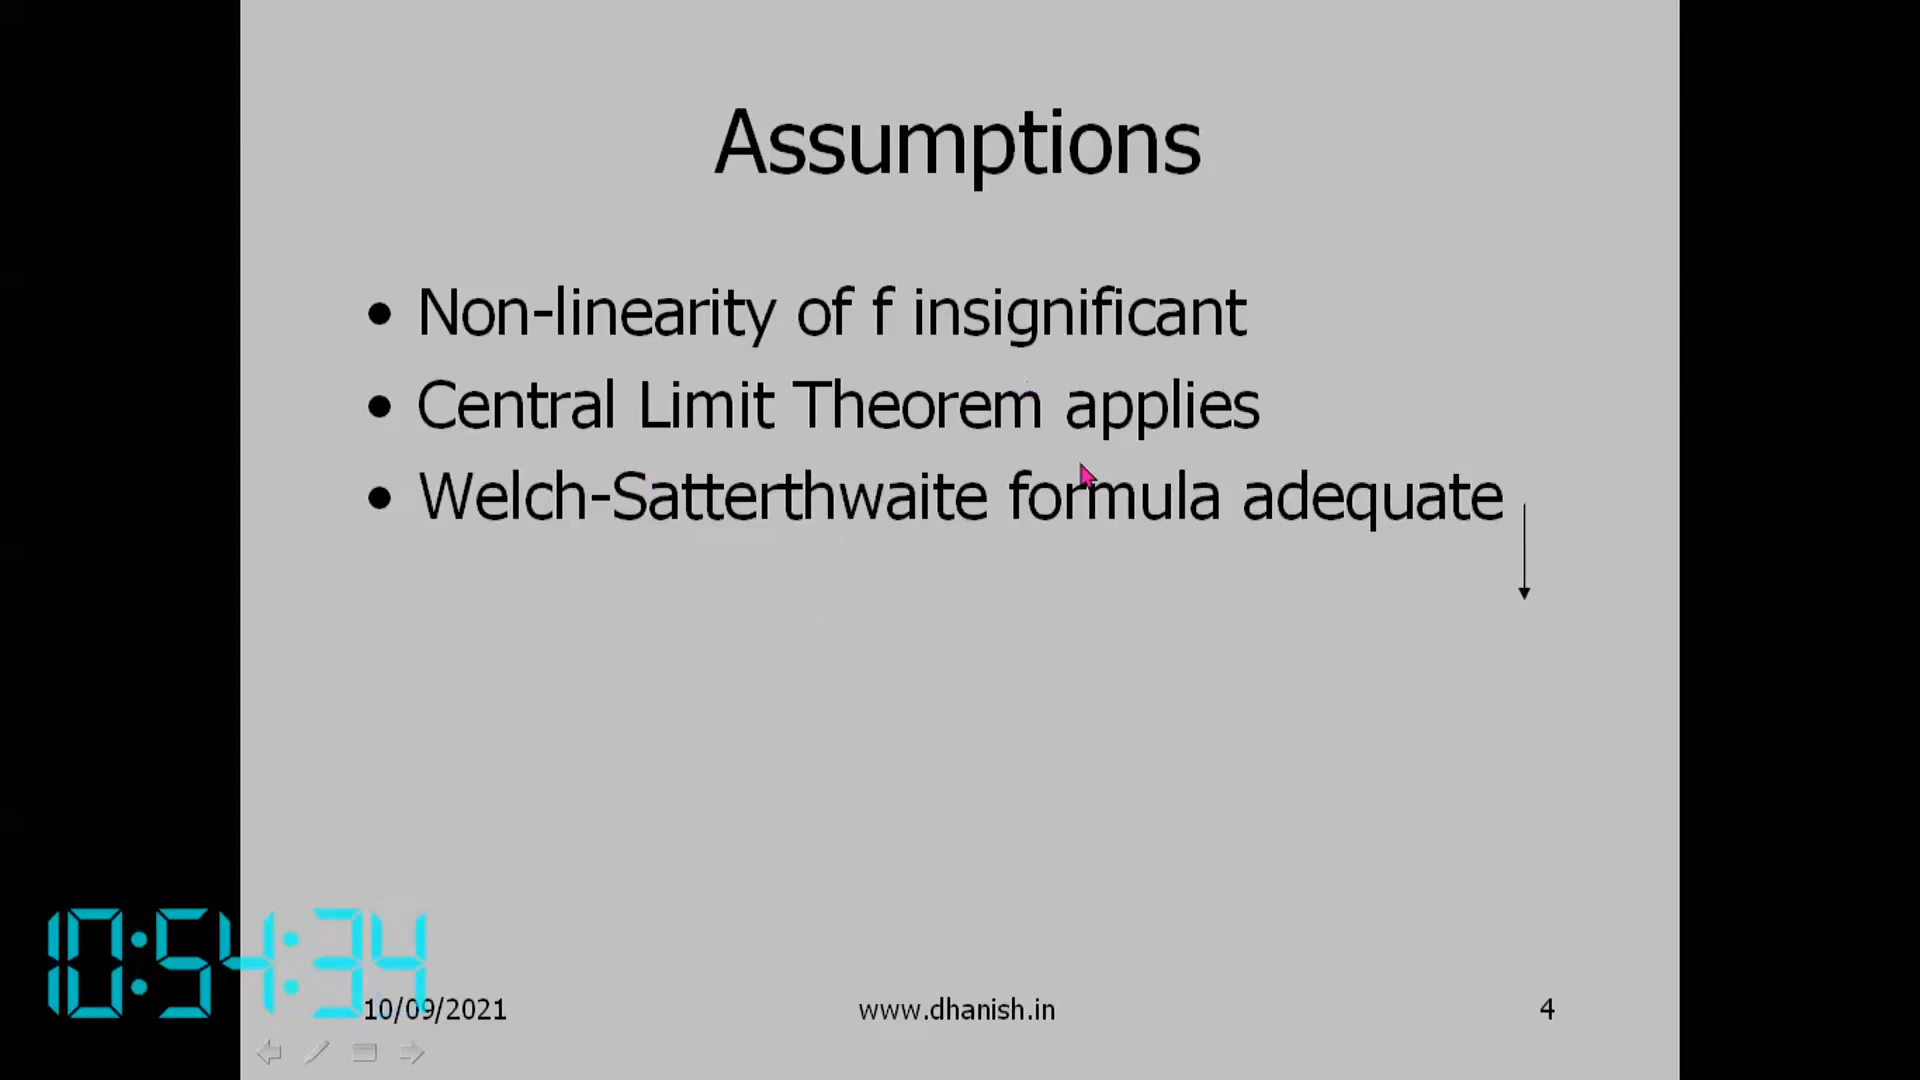 Assumptions
• Non-linearity of f insignificant
• Central Limit Theorem applies
• Welch-Satterthwaite formula adequate
10:54:34
10/09/2021
www.dhanish.in
4